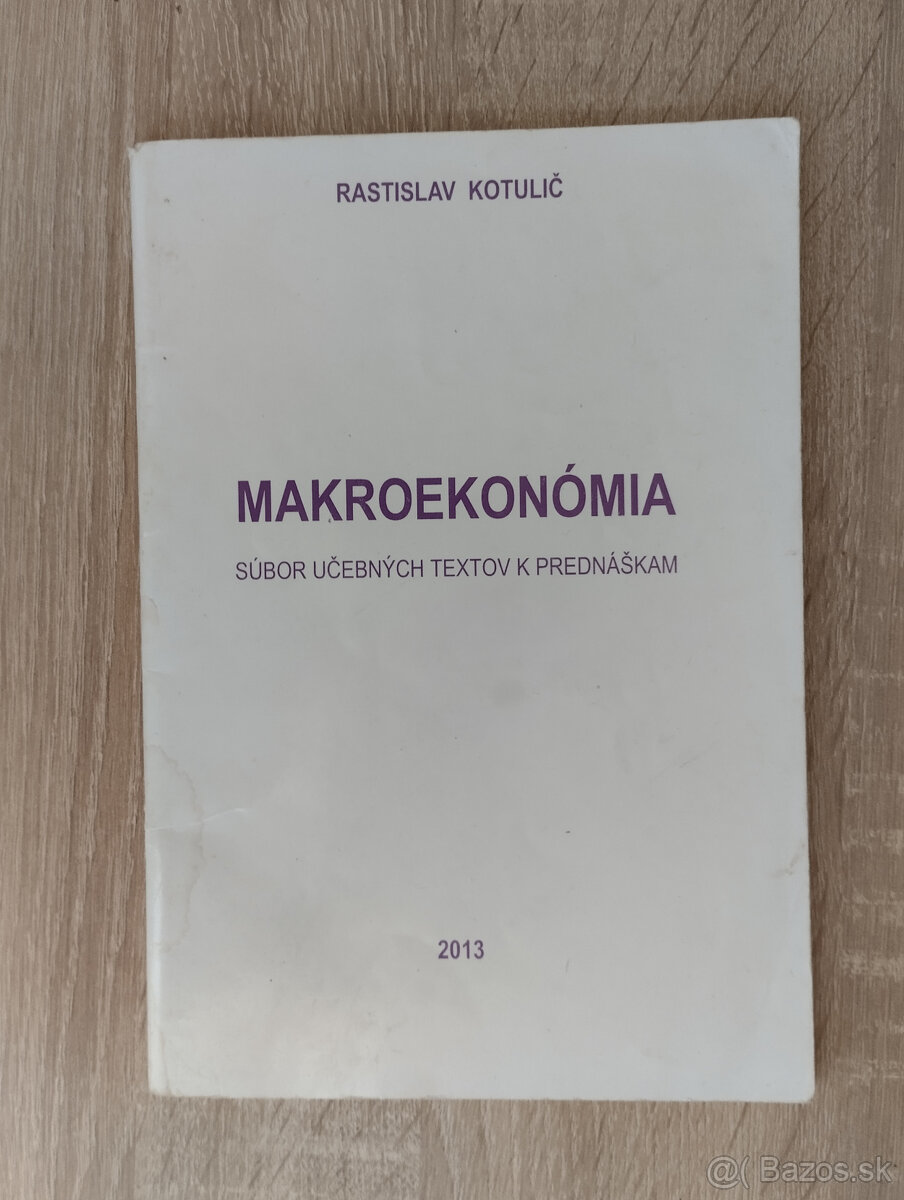 RASTISLAV KOTULIČ
MAKROEKONÓMIA
SÚBOR UČEBNÝCH TEXTOV K PREDNÁŠKAM
2013
@( Bazos.sk